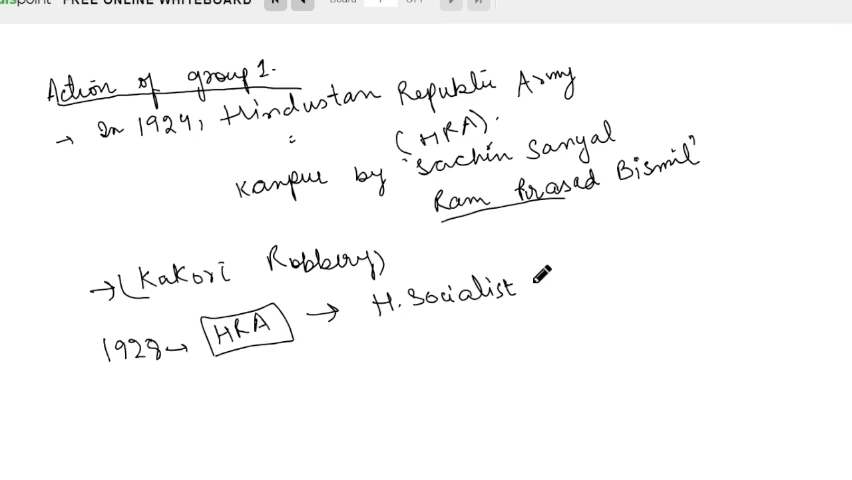 FREE ONLINE WHITEBOARD
Action of group 1.
→ In 1924, Hindustan Republic Army
(HRA).
Kanpur by "Sachin Sanyal
Ram Prasad Bismil"
→ (Kakori Robbery)
1928 → HRA → H. Socialist